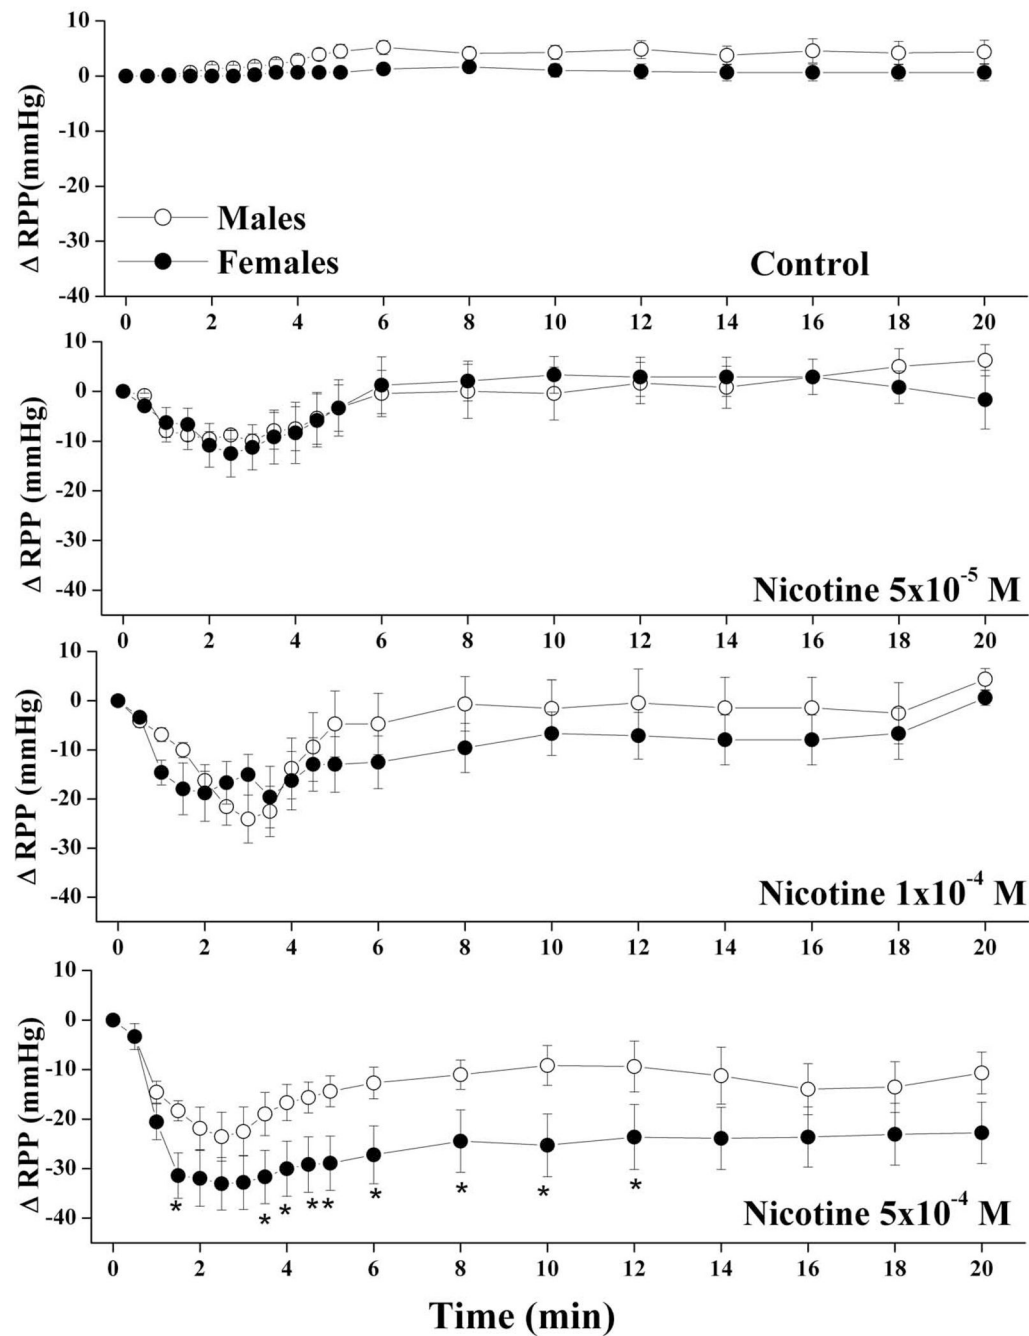 10
0
-10
-20
-30
-40
Δ RPP(mmHg)
Males
Females
Control
0 2 4 6 8 10 12 14 16 18 20
10
0
-10
-20
-30
-40
Δ RPP (mmHg)
Nicotine 5x10⁻⁵ M
0 2 4 6 8 10 12 14 16 18 20
10
0
-10
-20
-30
-40
Δ RPP (mmHg)
Nicotine 1x10⁻⁴ M
0 2 4 6 8 10 12 14 16 18 20
10
0
-10
-20
-30
-40
Δ RPP (mmHg)
* * * * * * * * *
Nicotine 5x10⁻⁴ M
0 2 4 6 8 10 12 14 16 18 20
Time (min)